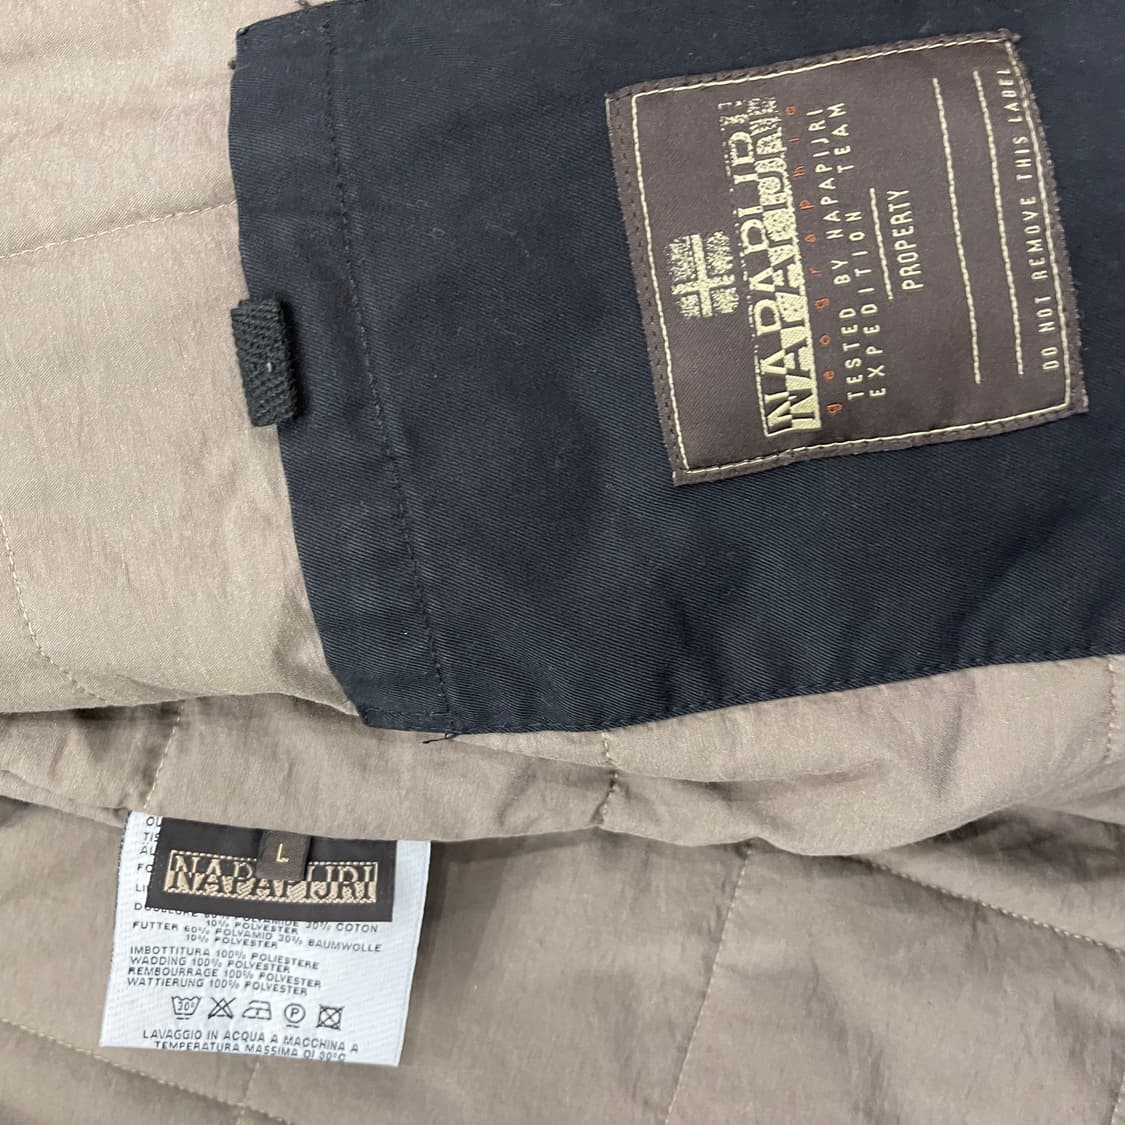 NAPAPIJRI
NAPAPIJRI
geographic
TESTED BY NAPAPIJRI
EXPEDITION TEAM
PROPERTY
DO NOT REMOVE THIS LABEL
L
NAPAPIJRI
DOUBLURE 60% POLYAMIDE 30% COTON
10% POLYESTER
FUTTER 60% POLYAMID 30% BAUMWOLLE
10% POLYESTER
IMBOTTITURA 100% POLIESTERE
WADDING 100% POLYESTER
REMBOURRAGE 100% POLYESTER
WATTIERUNG 100% POLYESTER
30° P
LAVAGGIO IN ACQUA A MACCHINA A
TEMPERATURA MASSIMA DI 30°C